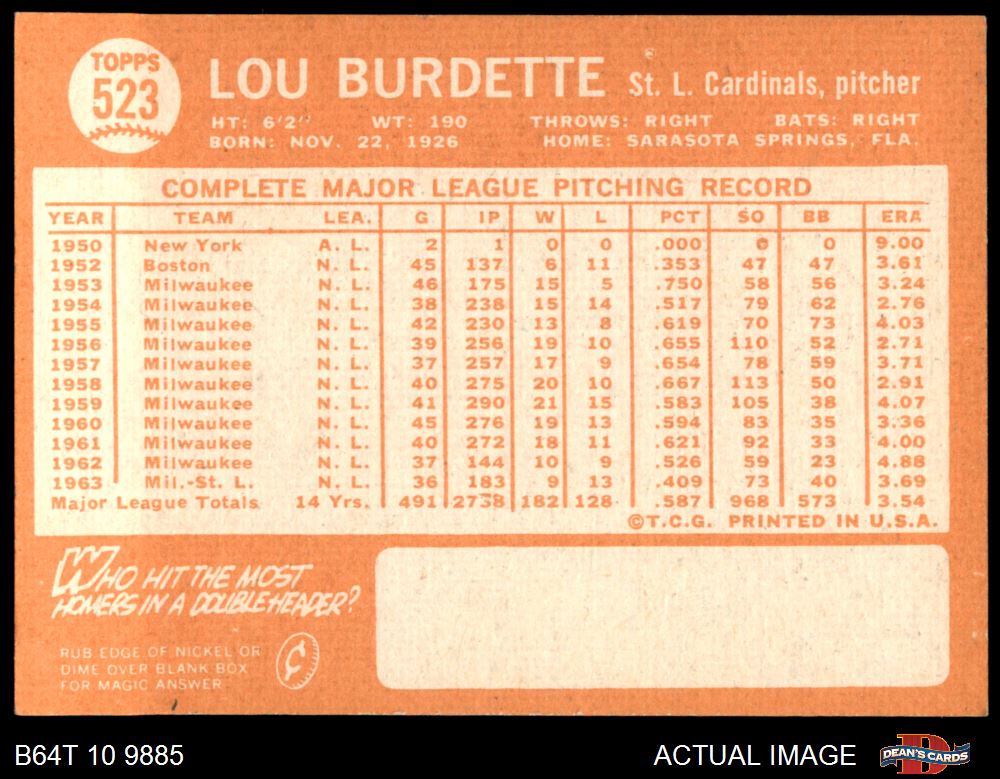 TOPPS
523
LOU BURDETTE St. L. Cardinals, pitcher
HT: 6'2" WT: 190 THROWS: RIGHT BATS: RIGHT
BORN: NOV. 22, 1926 HOME: SARASOTA SPRINGS, FLA.
COMPLETE MAJOR LEAGUE PITCHING RECORD
YEAR TEAM LEA. G IP W L PCT SO BB ERA
1950 New York A. L. 2 1 0 0 .000 0 0 9.00
1952 Boston N. L. 45 137 6 11 .353 47 47 3.61
1953 Milwaukee N. L. 46 175 15 5 .750 58 56 3.24
1954 Milwaukee N. L. 38 238 15 14 .517 79 62 2.76
1955 Milwaukee N. L. 42 230 13 8 .619 70 73 4.03
1956 Milwaukee N. L. 39 256 19 10 .655 110 52 2.71
1957 Milwaukee N. L. 37 257 17 9 .654 78 59 3.71
1958 Milwaukee N. L. 40 275 20 10 .667 113 50 2.91
1959 Milwaukee N. L. 41 290 21 15 .583 105 38 4.07
1960 Milwaukee N. L. 45 276 19 13 .594 83 35 3.36
1961 Milwaukee N. L. 40 272 18 11 .621 92 33 4.00
1962 Milwaukee N. L. 37 144 10 9 .526 59 23 4.88
1963 Mil.-St. L. N. L. 36 183 9 13 .409 73 40 3.69
Major League Totals 14 Yrs. 491 2738 182 128 .587 968 573 3.54
©T.C.G. PRINTED IN U.S.A.
WHO HIT THE MOST
HOMERS IN A DOUBLEHEADER?
RUB EDGE OF NICKEL OR
DIME OVER BLANK BOX
FOR MAGIC ANSWER
¢
B64T 10 9885 ACTUAL IMAGE DEAN'S CARDS